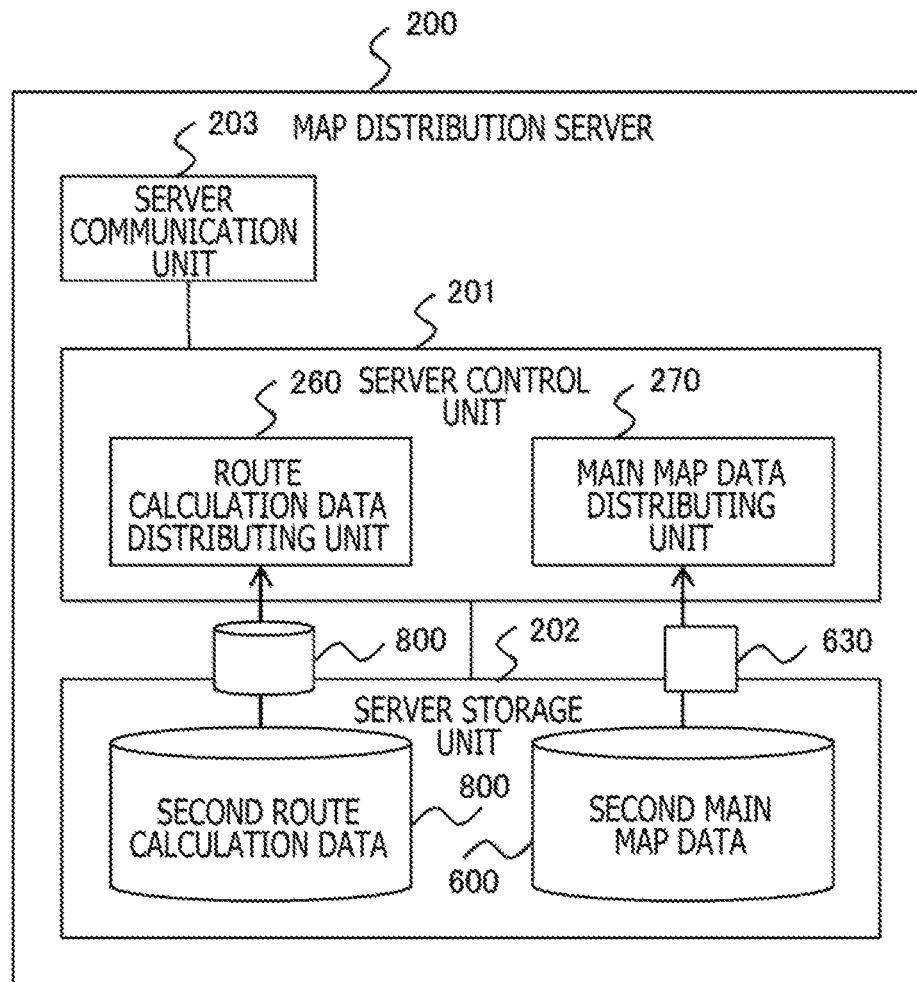 200
203
MAP DISTRIBUTION SERVER
SERVER
COMMUNICATION
UNIT
201
260
SERVER CONTROL
UNIT
270
ROUTE
CALCULATION DATA
DISTRIBUTING UNIT
MAIN MAP DATA
DISTRIBUTING
UNIT
800
202
630
SERVER STORAGE
UNIT
SECOND ROUTE
CALCULATION DATA
800
600
SECOND MAIN
MAP DATA